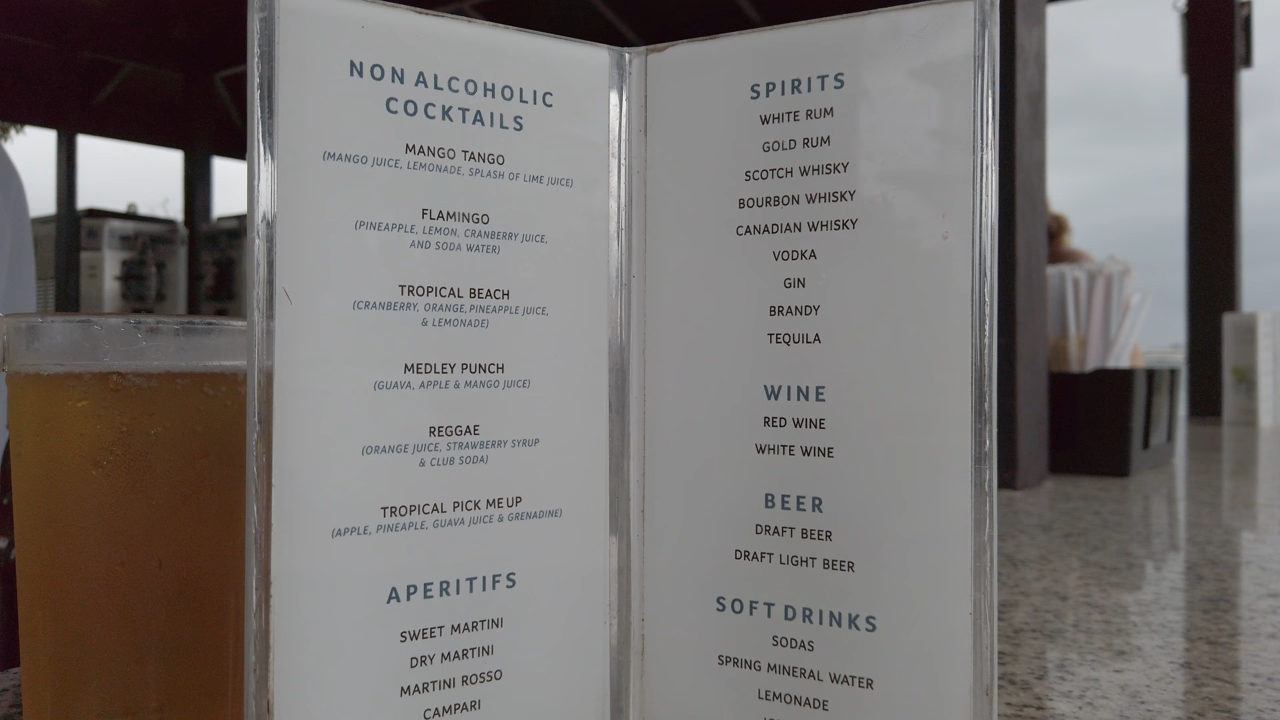 NON ALCOHOLIC
COCKTAILS
MANGO TANGO
(MANGO JUICE, LEMONADE, SPLASH OF LIME JUICE)
FLAMINGO
(PINEAPPLE, LEMON, CRANBERRY JUICE,
AND SODA WATER)
TROPICAL BEACH
(CRANBERRY, ORANGE, PINEAPPLE JUICE,
& LEMONADE)
MEDLEY PUNCH
(GUAVA, APPLE & MANGO JUICE)
REGGAE
(ORANGE JUICE, STRAWBERRY SYRUP
& CLUB SODA)
TROPICAL PICK ME UP
(APPLE, PINEAPLE, GUAVA JUICE & GRENADINE)
APERITIFS
SWEET MARTINI
DRY MARTINI
MARTINI ROSSO
CAMPARI
SPIRITS
WHITE RUM
GOLD RUM
SCOTCH WHISKY
BOURBON WHISKY
CANADIAN WHISKY
VODKA
GIN
BRANDY
TEQUILA
WINE
RED WINE
WHITE WINE
BEER
DRAFT BEER
DRAFT LIGHT BEER
SOFT DRINKS
SODAS
SPRING MINERAL WATER
LEMONADE